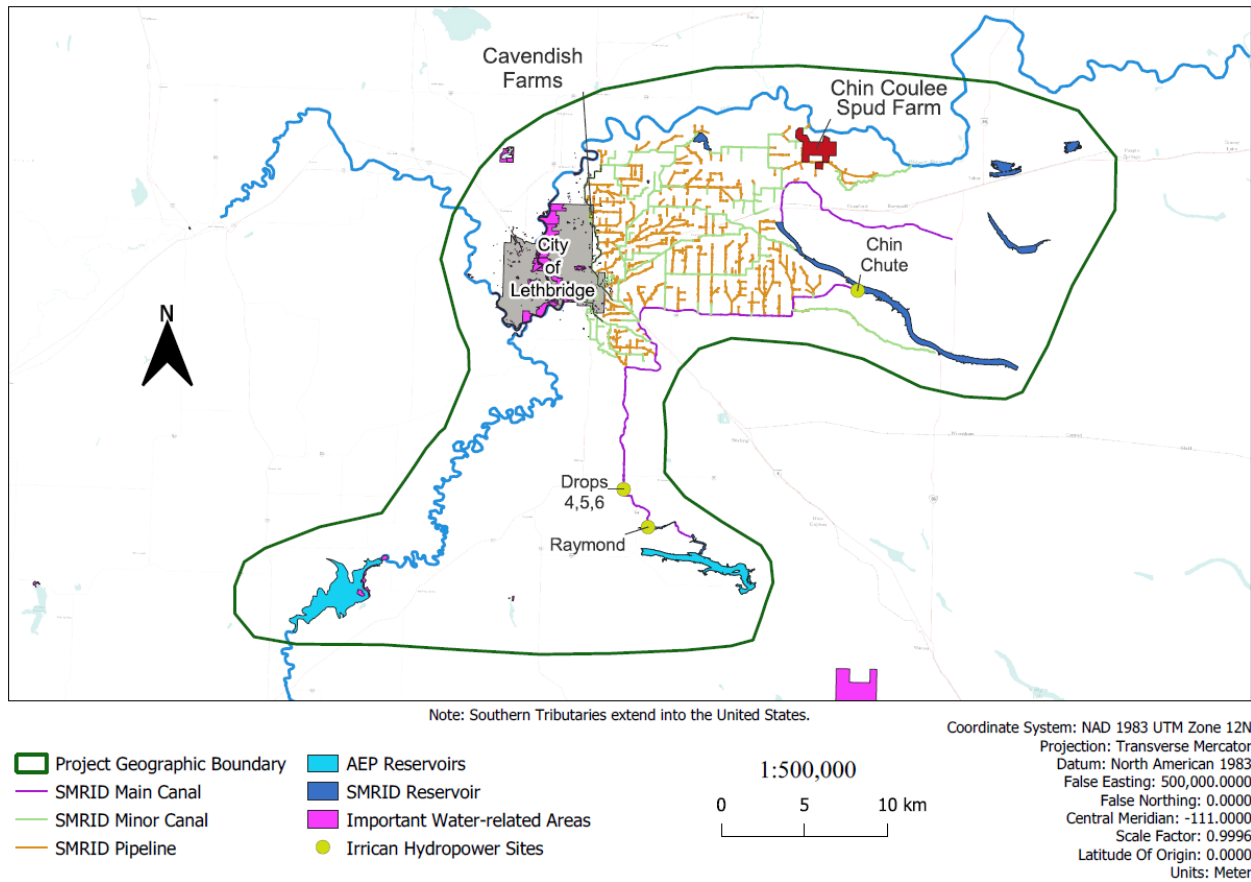 Cavendish
Farms
Chin Coulee
Spud Farm
City
of
Lethbridge
Chin
Chute
N
Drops
4,5,6
Raymond
Note: Southern Tributaries extend into the United States.
Project Geographic Boundary
SMRID Main Canal
SMRID Minor Canal
SMRID Pipeline
AEP Reservoirs
SMRID Reservoir
Important Water-related Areas
Irrican Hydropower Sites
1:500,000
0 5 10 km
Coordinate System: NAD 1983 UTM Zone 12N
Projection: Transverse Mercator
Datum: North American 1983
False Easting: 500,000.0000
False Northing: 0.0000
Central Meridian: -111.0000
Scale Factor: 0.9996
Latitude Of Origin: 0.0000
Units: Meter